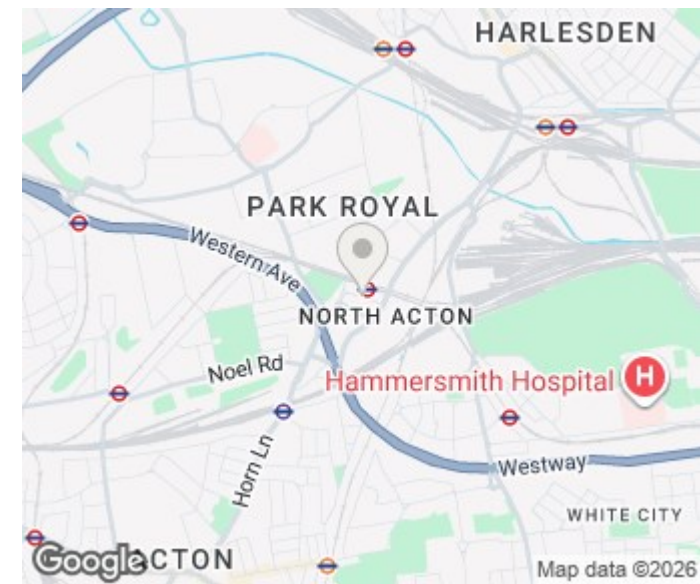 HARLESDEN
PARK ROYAL
Western Ave
NORTH ACTON
Noel Rd
Hammersmith Hospital H
Horn Ln
Westway
WHITE CITY
Google
CTON
Map data ©2026